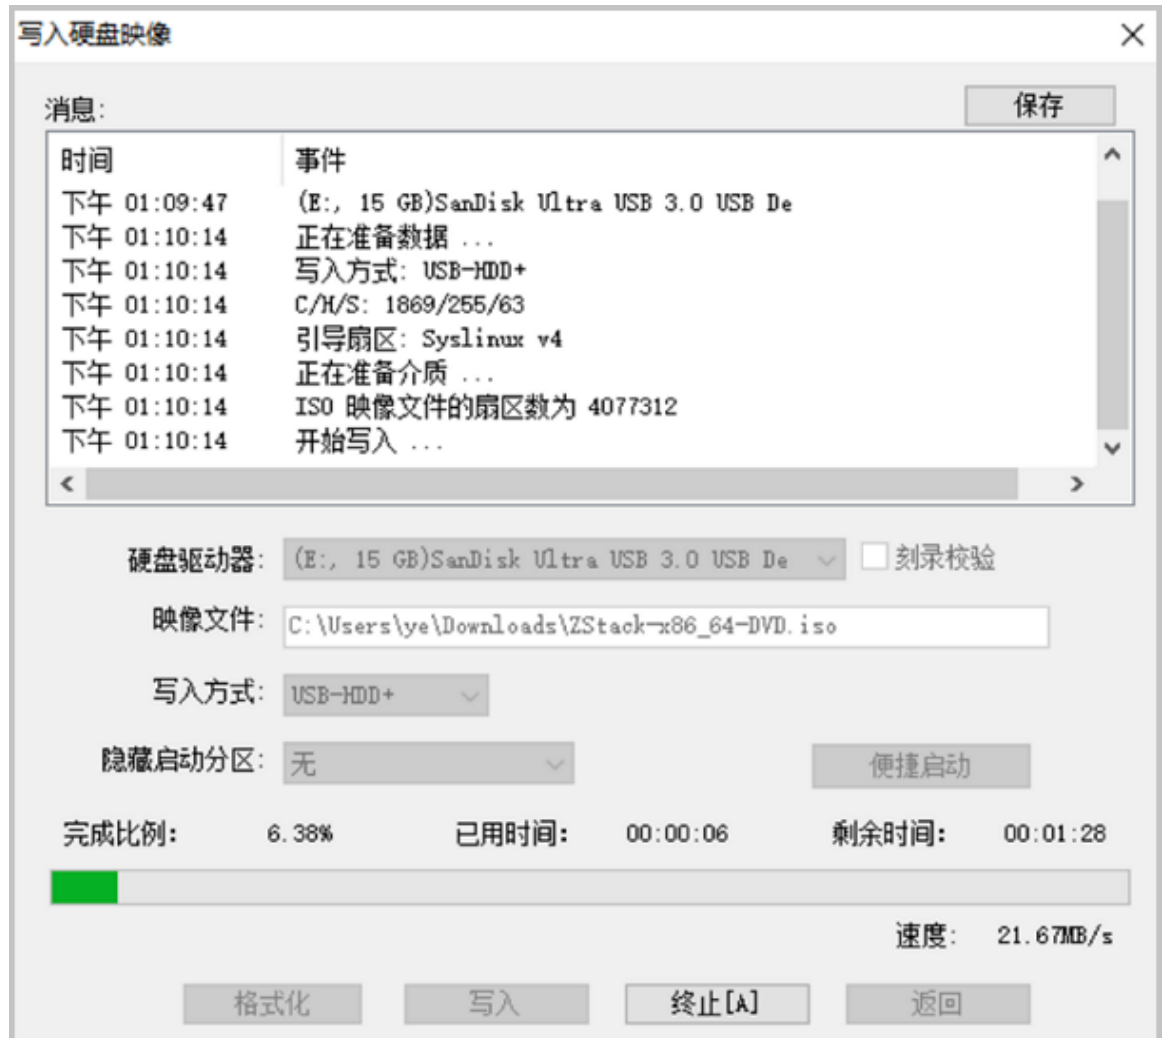 写入硬盘映像
消息:
保存
时间 事件
下午 01:09:47 (E:, 15 GB)SanDisk Ultra USB 3.0 USB De
下午 01:10:14 正在准备数据 ...
下午 01:10:14 写入方式: USB-HDD+
下午 01:10:14 C/H/S: 1869/255/63
下午 01:10:14 引导扇区: Syslinux v4
下午 01:10:14 正在准备介质 ...
下午 01:10:14 ISO 映像文件的扇区数为 4077312
下午 01:10:14 开始写入 ...
硬盘驱动器: (E:, 15 GB)SanDisk Ultra USB 3.0 USB De 刻录校验
映像文件: C:\Users\ye\Downloads\ZStack-x86_64-DVD.iso
写入方式: USB-HDD+
隐藏启动分区: 无 便捷启动
完成比例: 6.38% 已用时间: 00:00:06 剩余时间: 00:01:28
速度: 21.67MB/s
格式化 写入 终止[A] 返回